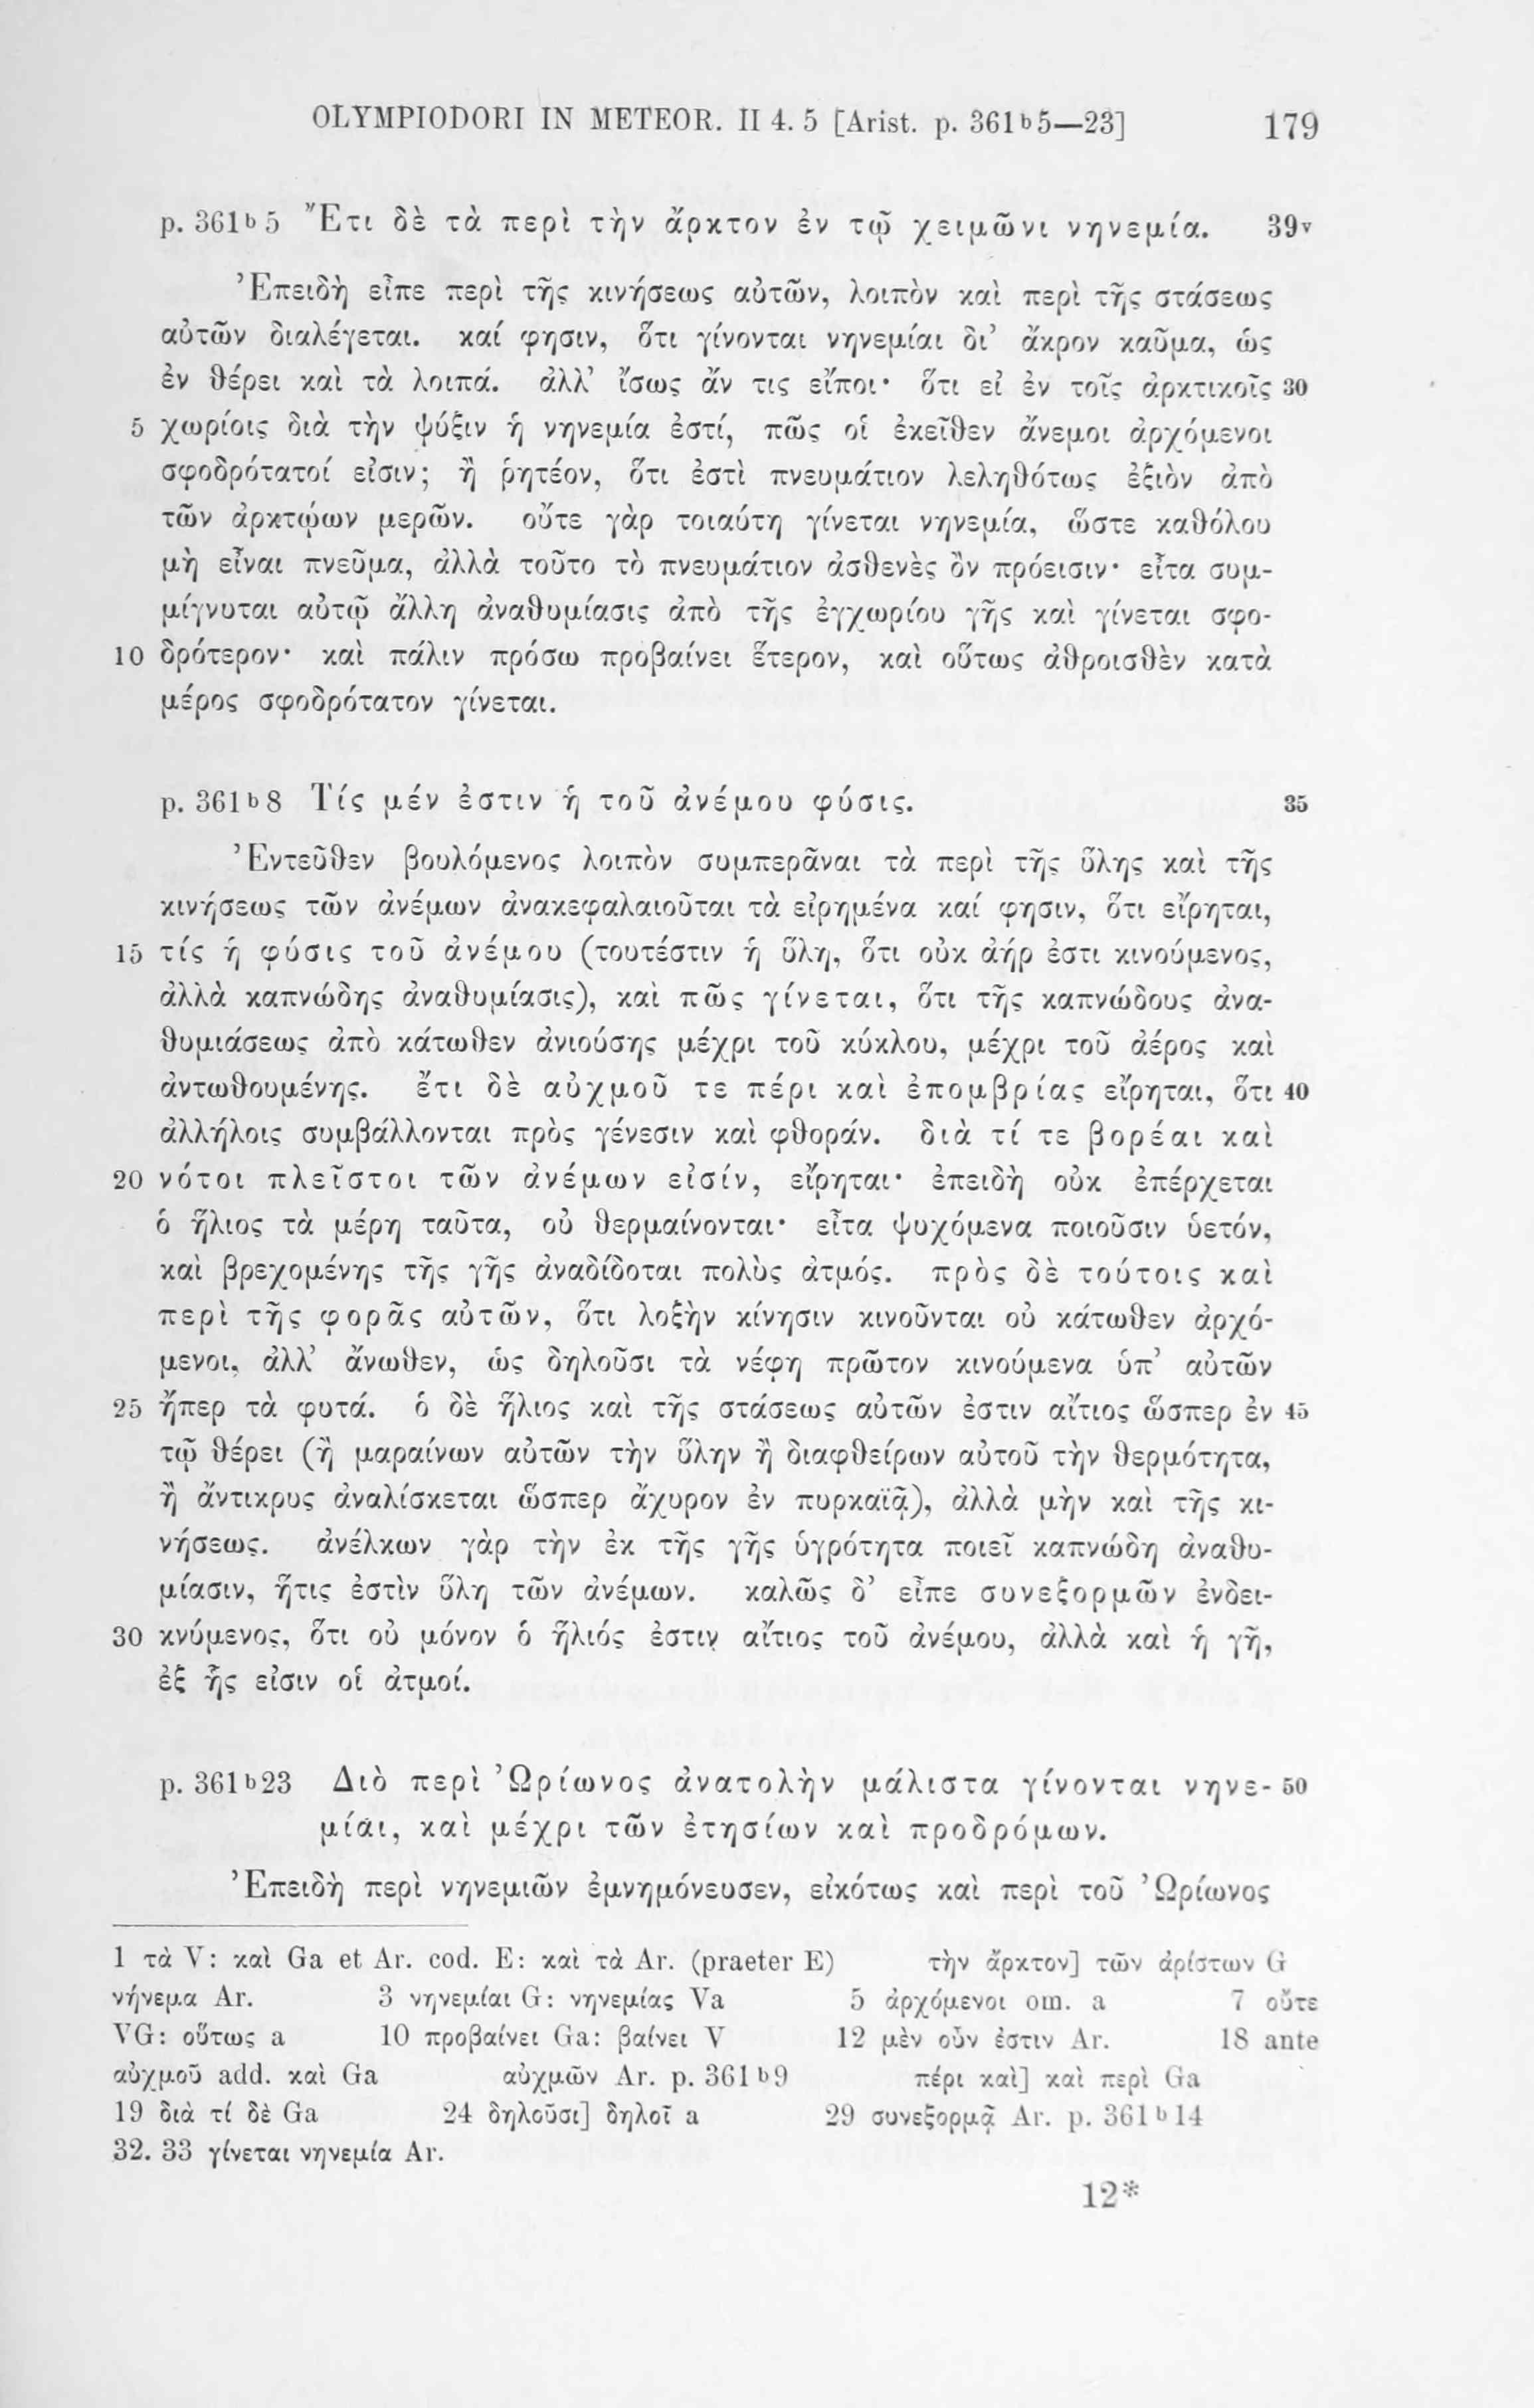 OLYMPIODORI IN METEOR. II 4. 5 [Arist. p. 361ᵇ5—23] 179
p. 361ᵇ5 Ἔτι δὲ τὰ περὶ τὴν ἄρκτον ἐν τῷ χειμῶνι νηνεμία. 39ᵛ
Ἐπειδὴ εἶπε περὶ τῆς κινήσεως αὐτῶν, λοιπὸν καὶ περὶ τῆς στάσεως
αὐτῶν διαλέγεται. καί φησιν, ὅτι γίνονται νηνεμίαι δι’ ἄκρον καῦμα, ὡς
ἐν θέρει καὶ τὰ λοιπά. ἀλλ’ ἴσως ἄν τις εἴποι· ὅτι εἰ ἐν τοῖς ἀρκτικοῖς 30
5 χωρίοις διὰ τὴν ψύξιν ἡ νηνεμία ἐστί, πῶς οἱ ἐκεῖθεν ἄνεμοι ἀρχόμενοι
σφοδρότατοί εἰσιν; ἢ ῥητέον, ὅτι ἐστὶ πνευμάτιον λεληθότως ἐξιὸν ἀπὸ
τῶν ἀρκτῴων μερῶν. οὔτε γὰρ τοιαύτη γίνεται νηνεμία, ὥστε καθόλου
μὴ εἶναι πνεῦμα, ἀλλὰ τοῦτο τὸ πνευμάτιον ἀσθενὲς ὂν πρόεισιν· εἶτα συμ-
μίγνυται αὐτῷ ἄλλη ἀναθυμίασις ἀπὸ τῆς ἐγχωρίου γῆς καὶ γίνεται σφο-
10 δρότερον· καὶ πάλιν πρόσω προβαίνει ἕτερον, καὶ οὕτως ἀθροισθὲν κατὰ
μέρος σφοδρότατον γίνεται.
p. 361ᵇ8 Τίς μέν ἐστιν ἡ τοῦ ἀνέμου φύσις. 35
Ἐντεῦθεν βουλόμενος λοιπὸν συμπερᾶναι τὰ περὶ τῆς ὕλης καὶ τῆς
κινήσεως τῶν ἀνέμων ἀνακεφαλαιοῦται τὰ εἰρημένα καί φησιν, ὅτι εἴρηται,
15 τίς ἡ φύσις τοῦ ἀνέμου (τουτέστιν ἡ ὕλη, ὅτι οὐκ ἀήρ ἐστι κινούμενος,
ἀλλὰ καπνώδης ἀναθυμίασις), καὶ πῶς γίνεται, ὅτι τῆς καπνώδους ἀνα-
θυμιάσεως ἀπὸ κάτωθεν ἀνιούσης μέχρι τοῦ κύκλου, μέχρι τοῦ ἀέρος καὶ
ἀντωθουμένης. ἔτι δὲ αὐχμοῦ τε πέρι καὶ ἐπομβρίας εἴρηται, ὅτι 40
ἀλλήλοις συμβάλλονται πρὸς γένεσιν καὶ φθοράν. διὰ τί τε βορέαι καὶ
20 νότοι πλεῖστοι τῶν ἀνέμων εἰσίν, εἴρηται· ἐπειδὴ οὐκ ἐπέρχεται
ὁ ἥλιος τὰ μέρη ταῦτα, οὐ θερμαίνονται· εἶτα ψυχόμενα ποιοῦσιν ὑετόν,
καὶ βρεχομένης τῆς γῆς ἀναδίδοται πολὺς ἀτμός. πρὸς δὲ τούτοις καὶ
περὶ τῆς φορᾶς αὐτῶν, ὅτι λοξὴν κίνησιν κινοῦνται οὐ κάτωθεν ἀρχό-
μενοι, ἀλλ’ ἄνωθεν, ὡς δηλοῦσι τὰ νέφη πρῶτον κινούμενα ὑπ’ αὐτῶν
25 ἤπερ τὰ φυτά. ὁ δὲ ἥλιος καὶ τῆς στάσεως αὐτῶν ἐστιν αἴτιος ὥσπερ ἐν 45
τῷ θέρει (ἢ μαραίνων αὐτῶν τὴν ὕλην ἢ διαφθείρων αὐτοῦ τὴν θερμότητα,
ἢ ἄντικρυς ἀναλίσκεται ὥσπερ ἄχυρον ἐν πυρκαϊᾷ), ἀλλὰ μὴν καὶ τῆς κι-
νήσεως. ἀνέλκων γὰρ τὴν ἐκ τῆς γῆς ὑγρότητα ποιεῖ καπνώδη ἀναθυ-
μίασιν, ἥτις ἐστὶν ὕλη τῶν ἀνέμων. καλῶς δ’ εἶπε συνεξορμῶν ἐνδει-
30 κνύμενος, ὅτι οὐ μόνον ὁ ἥλιός ἐστιν αἴτιος τοῦ ἀνέμου, ἀλλὰ καὶ ἡ γῆ,
ἐξ ἧς εἰσιν οἱ ἀτμοί.
p. 361ᵇ23 Διὸ περὶ Ὠρίωνος ἀνατολὴν μάλιστα γίνονται νηνε- 50
μίαι, καὶ μέχρι τῶν ἐτησίων καὶ προδρόμων.
Ἐπειδὴ περὶ νηνεμιῶν ἐμνημόνευσεν, εἰκότως καὶ περὶ τοῦ Ὠρίωνος
1 τὰ V: καὶ Ga et Ar. cod. E: καὶ τὰ Ar. (praeter E) τὴν ἄρκτον] τῶν ἀρίστων G
νήνεμα Ar. 3 νηνεμίαι G: νηνεμίας Va 5 ἀρχόμενοι om. a 7 οὔτε
VG: οὕτως a 10 προβαίνει Ga: βαίνει V 12 μὲν οὖν ἐστιν Ar. 18 ante
αὐχμοῦ add. καὶ Ga αὐχμῶν Ar. p. 361ᵇ9 πέρι καὶ] καὶ περὶ Ga
19 διὰ τί δὲ Ga 24 δηλοῦσι] δηλοῖ a 29 συνεξορμᾷ Ar. p. 361ᵇ14
32. 33 γίνεται νηνεμία Ar.
12*